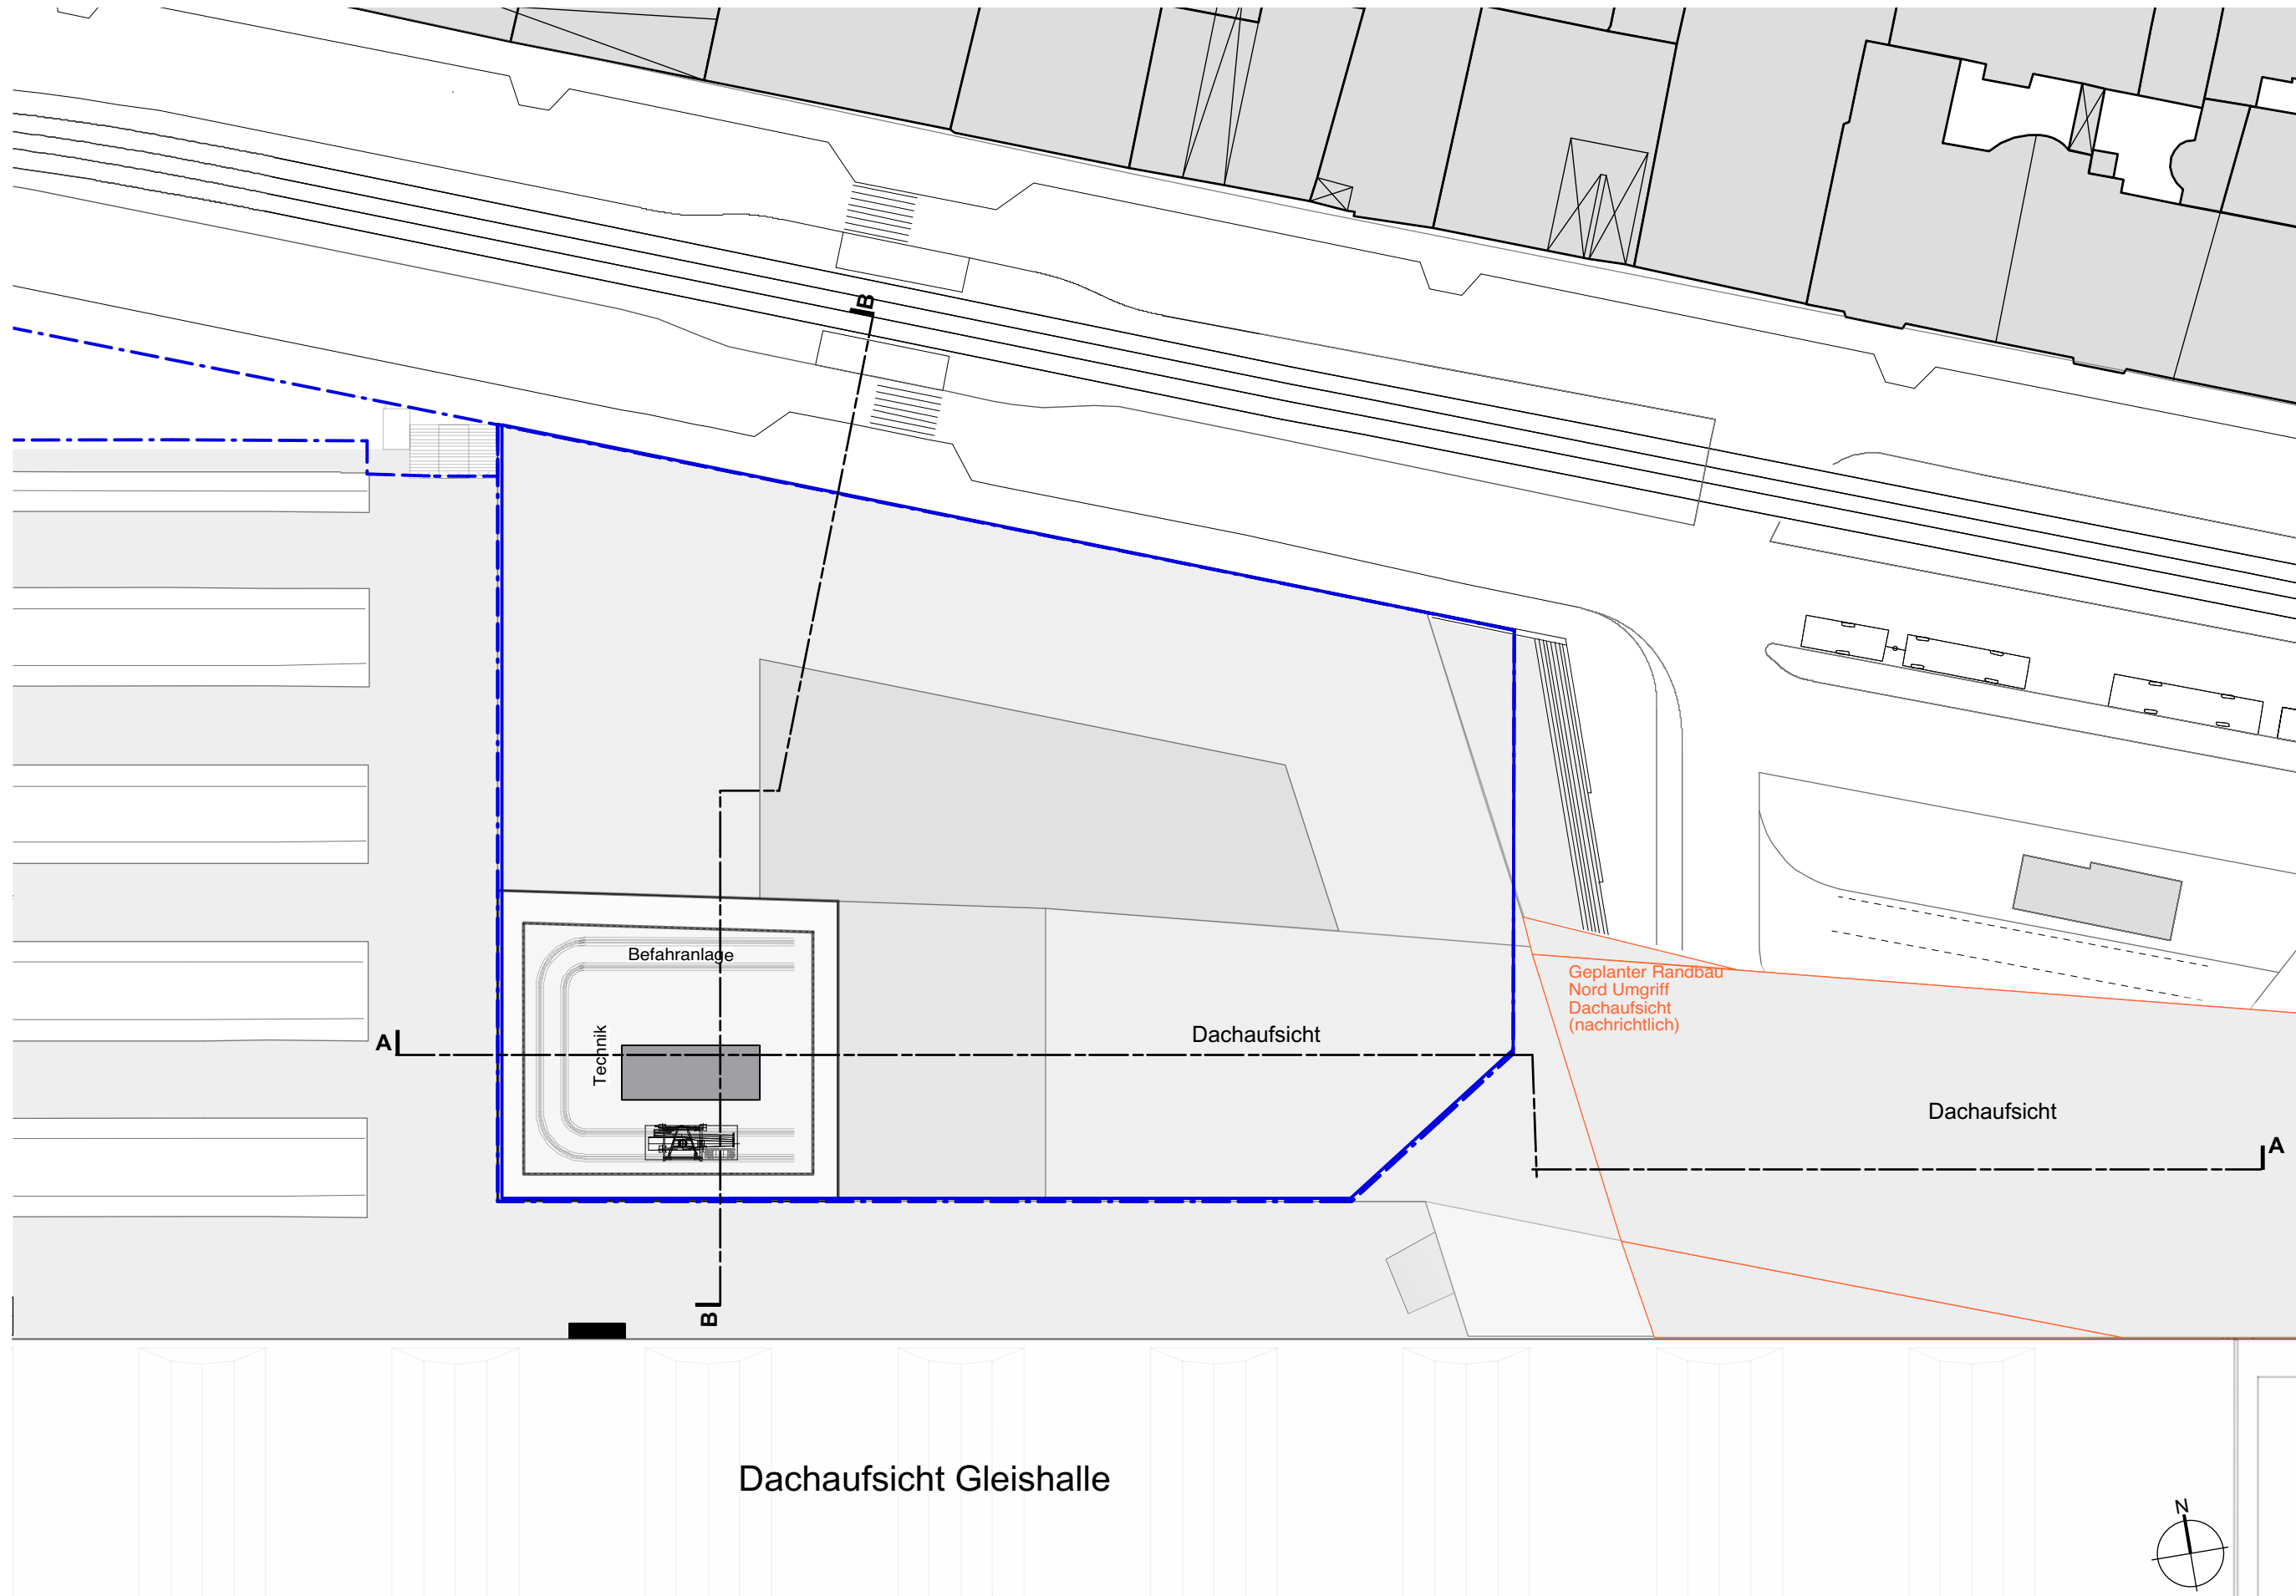 B
Befahranlage
Technik
A
Dachaufsicht
Geplanter Randbau
Nord Umgriff
Dachaufsicht
(nachrichtlich)
Dachaufsicht
A
B
Dachaufsicht Gleishalle
N